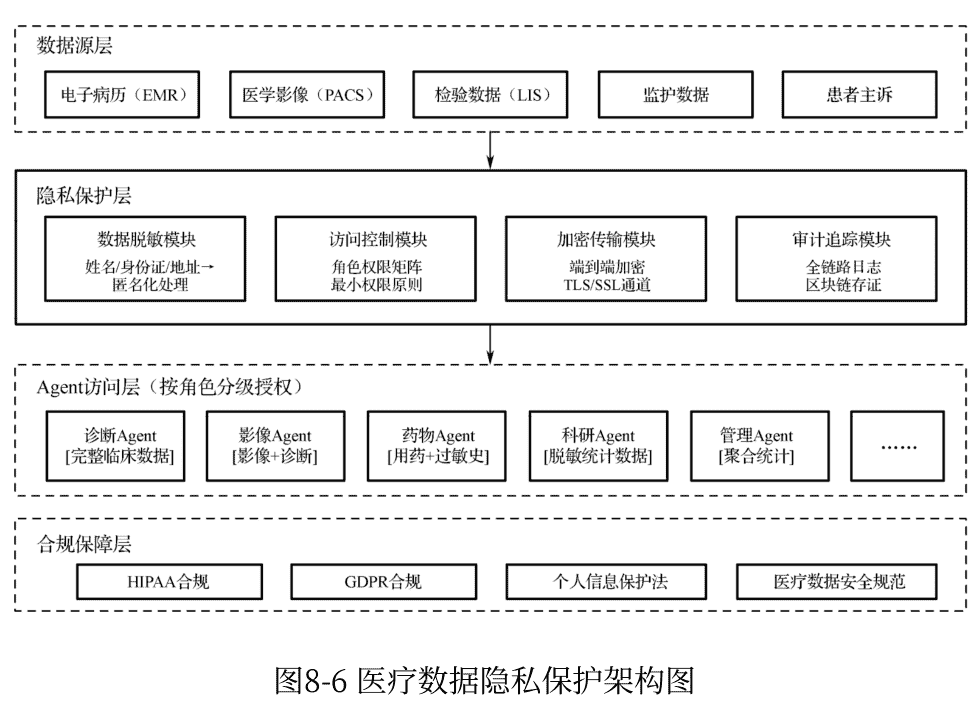 数据源层
电子病历（EMR）
医学影像（PACS）
检验数据（LIS）
监护数据
患者主诉
隐私保护层
数据脱敏模块
姓名/身份证/地址→
匿名化处理
访问控制模块
角色权限矩阵
最小权限原则
加密传输模块
端到端加密
TLS/SSL通道
审计追踪模块
全链路日志
区块链存证
Agent访问层（按角色分级授权）
诊断Agent
[完整临床数据]
影像Agent
[影像+诊断]
药物Agent
[用药+过敏史]
科研Agent
[脱敏统计数据]
管理Agent
[聚合统计]
……
合规保障层
HIPAA合规
GDPR合规
个人信息保护法
医疗数据安全规范
图8-6 医疗数据隐私保护架构图